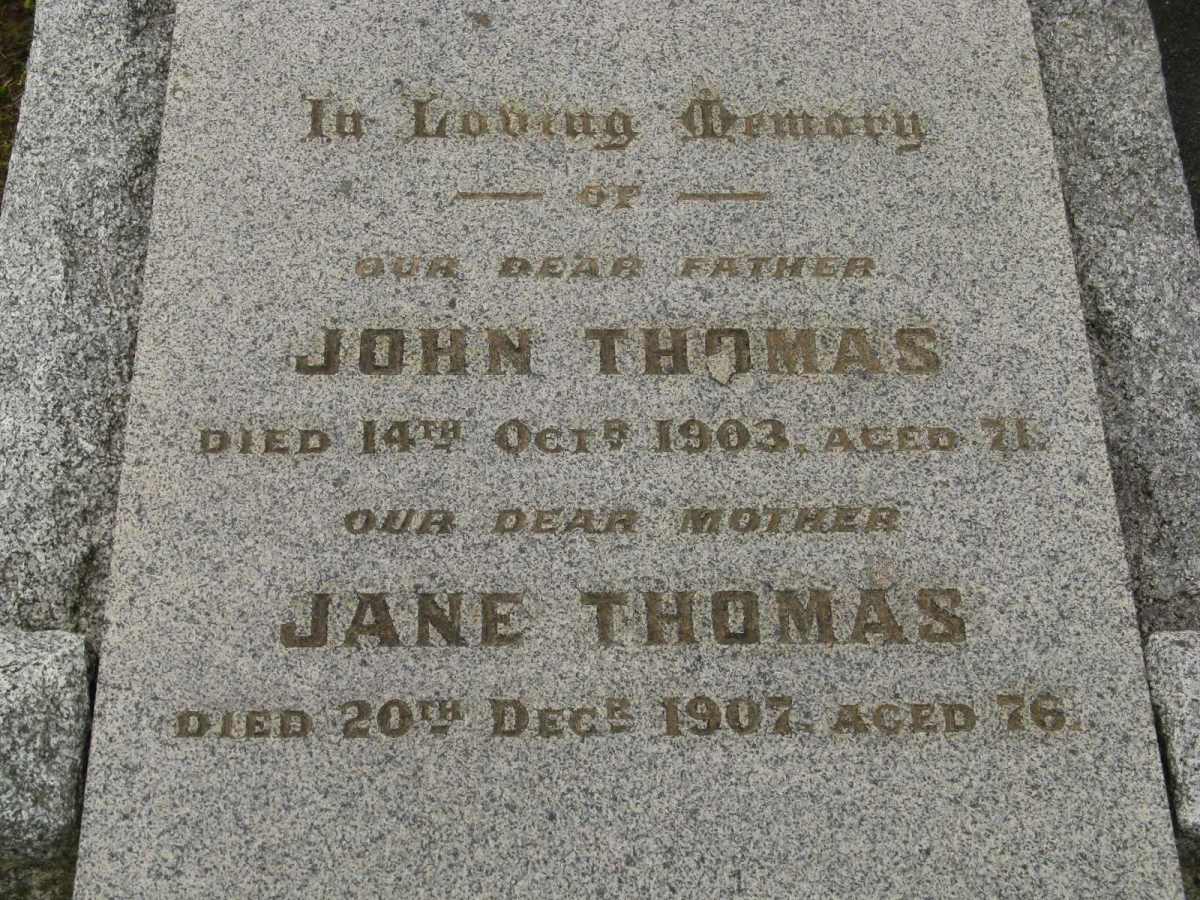 In Loving Memory
— OF —
OUR DEAR FATHER
JOHN THOMAS
DIED 14TH OCTR 1903, AGED 71.
OUR DEAR MOTHER
JANE THOMAS
DIED 20TH DECR 1907, AGED 76.